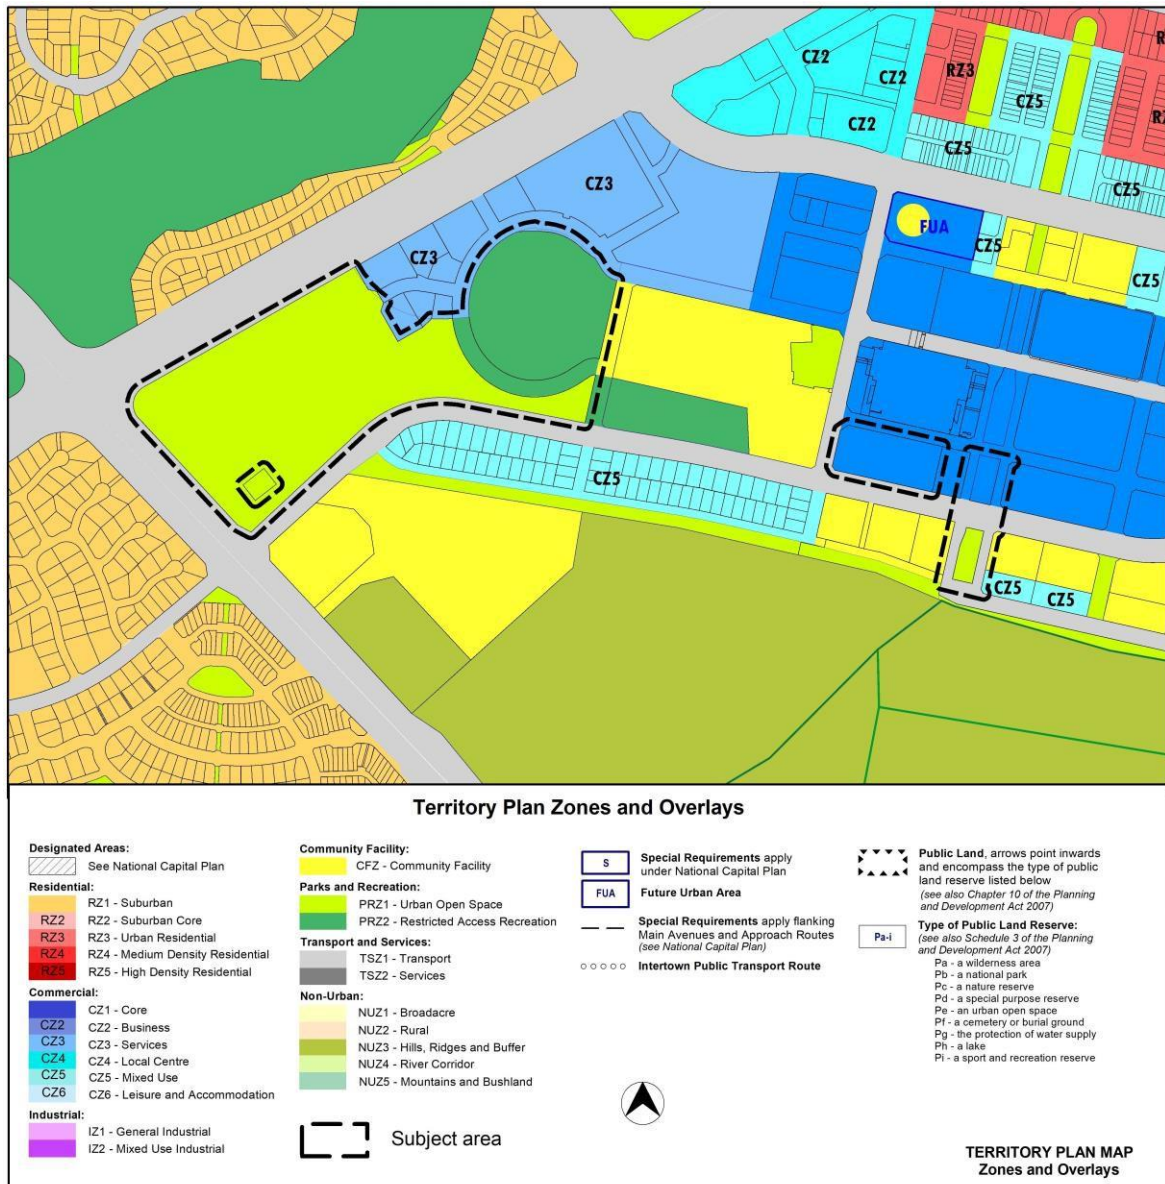 CZ2
RZ3
CZ2
CZ5
CZ2
CZ5
CZ5
CZ3
FUA
CZ5
CZ3
CZ5
CZ5
CZ5
CZ5
Territory Plan Zones and Overlays
Designated Areas:
See National Capital Plan
Residential:
RZ1 - Suburban
RZ2 RZ2 - Suburban Core
RZ3 RZ3 - Urban Residential
RZ4 RZ4 - Medium Density Residential
RZ5 RZ5 - High Density Residential
Commercial:
CZ1 - Core
CZ2 CZ2 - Business
CZ3 CZ3 - Services
CZ4 CZ4 - Local Centre
CZ5 CZ5 - Mixed Use
CZ6 CZ6 - Leisure and Accommodation
Industrial:
IZ1 - General Industrial
IZ2 - Mixed Use Industrial
Community Facility:
CFZ - Community Facility
Parks and Recreation:
PRZ1 - Urban Open Space
PRZ2 - Restricted Access Recreation
Transport and Services:
TSZ1 - Transport
TSZ2 - Services
Non-Urban:
NUZ1 - Broadacre
NUZ2 - Rural
NUZ3 - Hills, Ridges and Buffer
NUZ4 - River Corridor
NUZ5 - Mountains and Bushland
Subject area
S Special Requirements apply
under National Capital Plan
FUA Future Urban Area
Special Requirements apply flanking
Main Avenues and Approach Routes
(see National Capital Plan)
Intertown Public Transport Route
Public Land, arrows point inwards
and encompass the type of public
land reserve listed below
(see also Chapter 10 of the Planning
and Development Act 2007)
Pa-i Type of Public Land Reserve:
(see also Schedule 3 of the Planning
and Development Act 2007)
Pa - a wilderness area
Pb - a national park
Pc - a nature reserve
Pd - a special purpose reserve
Pe - an urban open space
Pf - a cemetery or burial ground
Pg - the protection of water supply
Ph - a lake
Pi - a sport and recreation reserve
TERRITORY PLAN MAP
Zones and Overlays